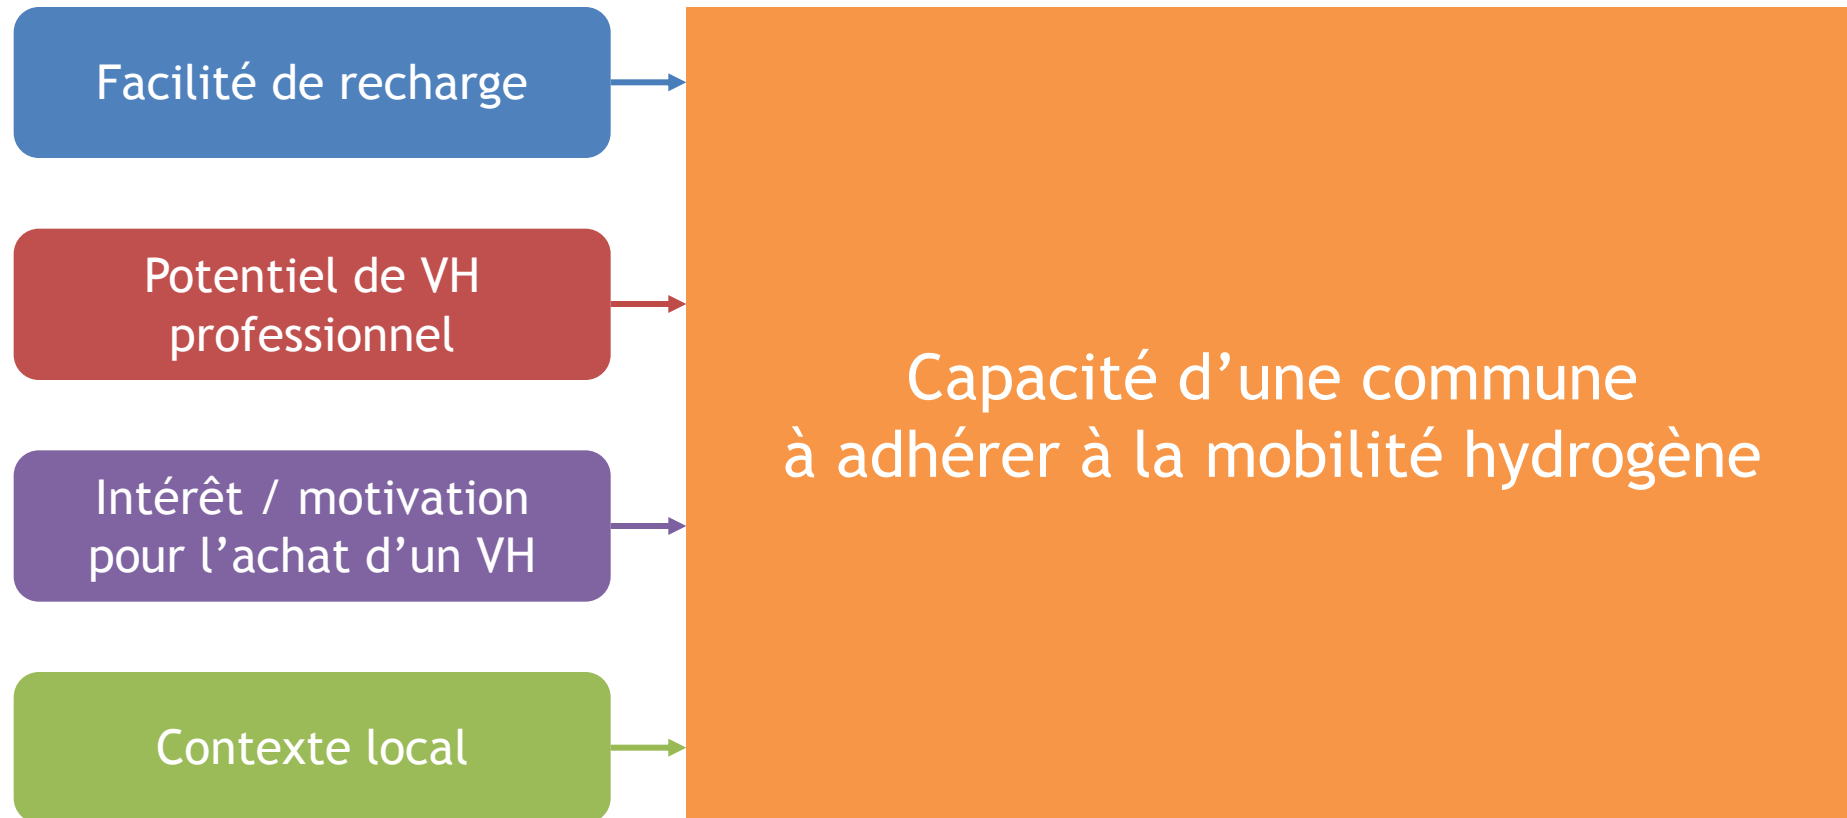 Facilité de recharge
Potentiel de VH
professionnel
Intérêt / motivation
pour l’achat d’un VH
Contexte local
Capacité d’une commune
à adhérer à la mobilité hydrogène